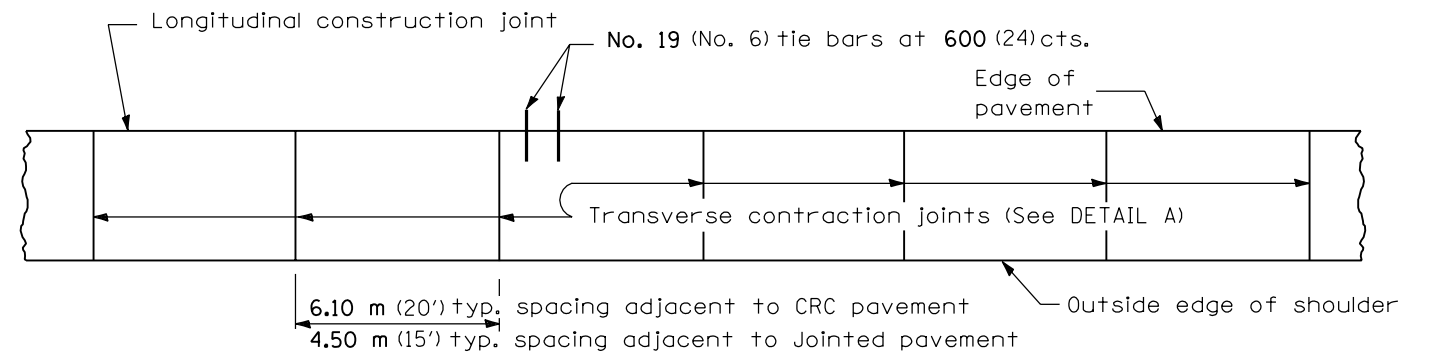 Longitudinal construction joint
No. 19 (No. 6) tie bars at 600 (24) cts.
Edge of
pavement
Transverse contraction joints (See DETAIL A)
6.10 m (20') typ. spacing adjacent to CRC pavement
Outside edge of shoulder
4.50 m (15') typ. spacing adjacent to Jointed pavement